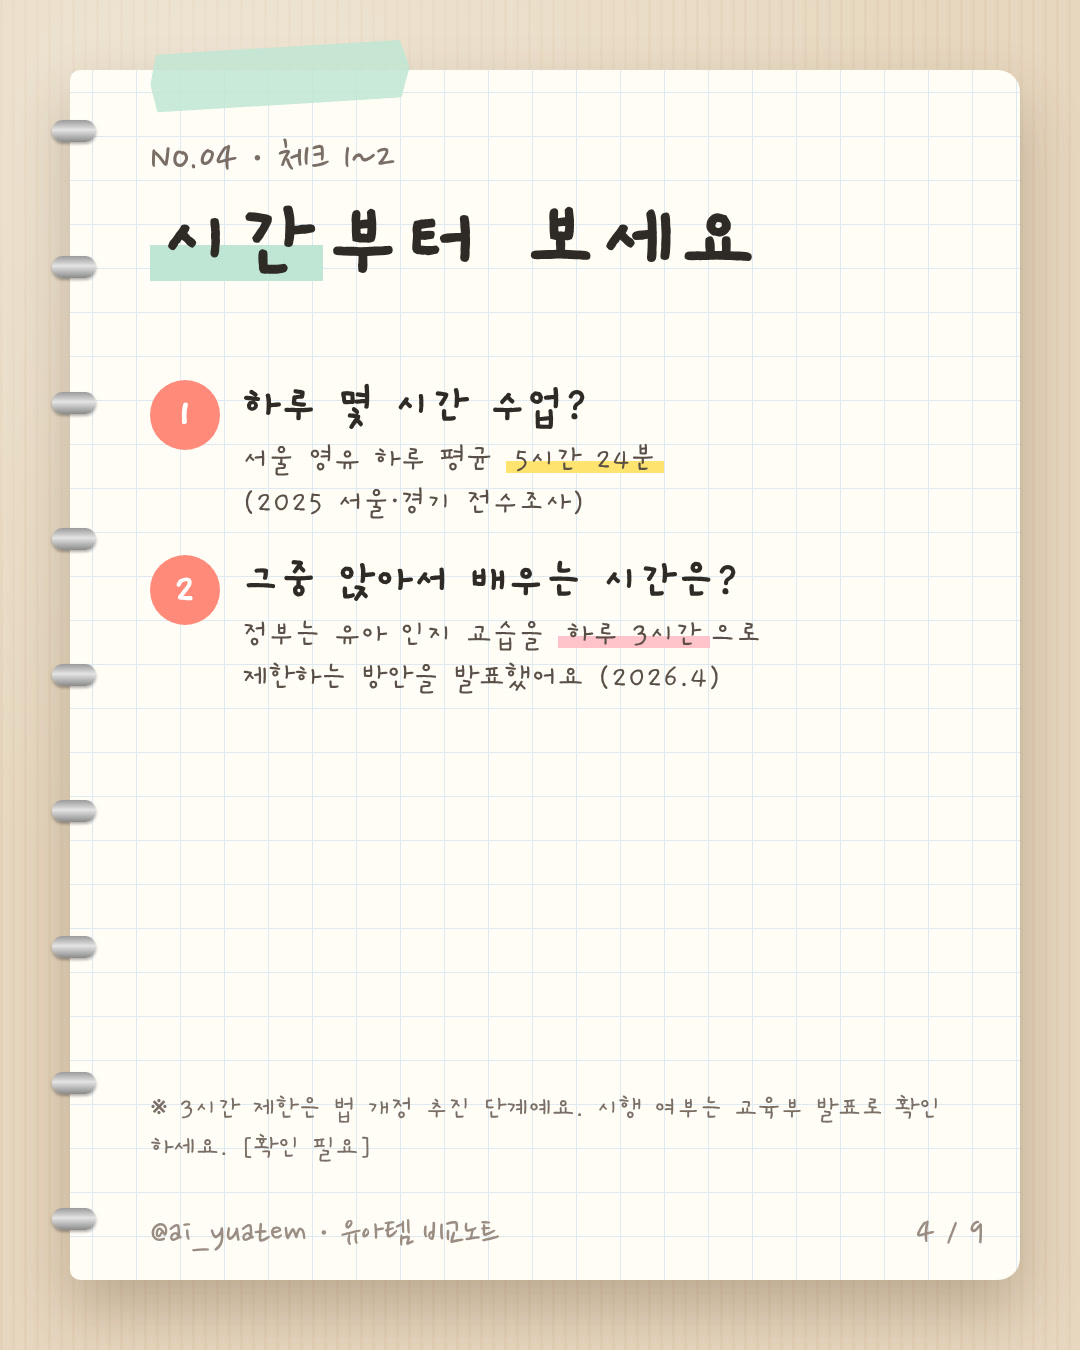 NO.04 · 체크 1~2
시간부터 보세요
1
하루 몇 시간 수업?
서울 영유 하루 평균 5시간 24분
(2025 서울·경기 전수조사)
2
그중 앉아서 배우는 시간은?
정부는 유아 인지 교습을 하루 3시간으로
제한하는 방안을 발표했어요 (2026.4)
※ 3시간 제한은 법 개정 추진 단계예요. 시행 여부는 교육부 발표로 확인
하세요. [확인 필요]
@ai_yuatem · 유아템 비교노트
4 / 9